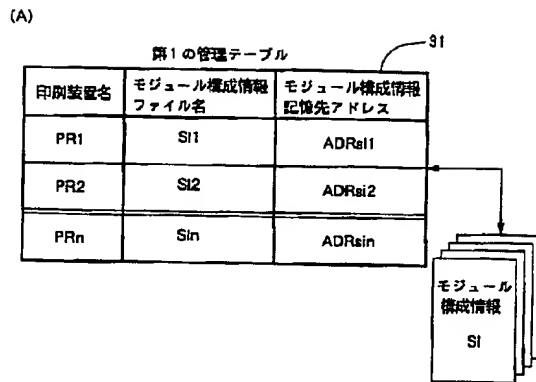 (A)
第1の管理テーブル
91
印刷装置名 モジュール構成情報 モジュール構成情報
ファイル名 記憶先アドレス
PR1 SI1 ADRsi1
PR2 SI2 ADRsi2
PRn SIn ADRsin
モジュール
構成情報
SI